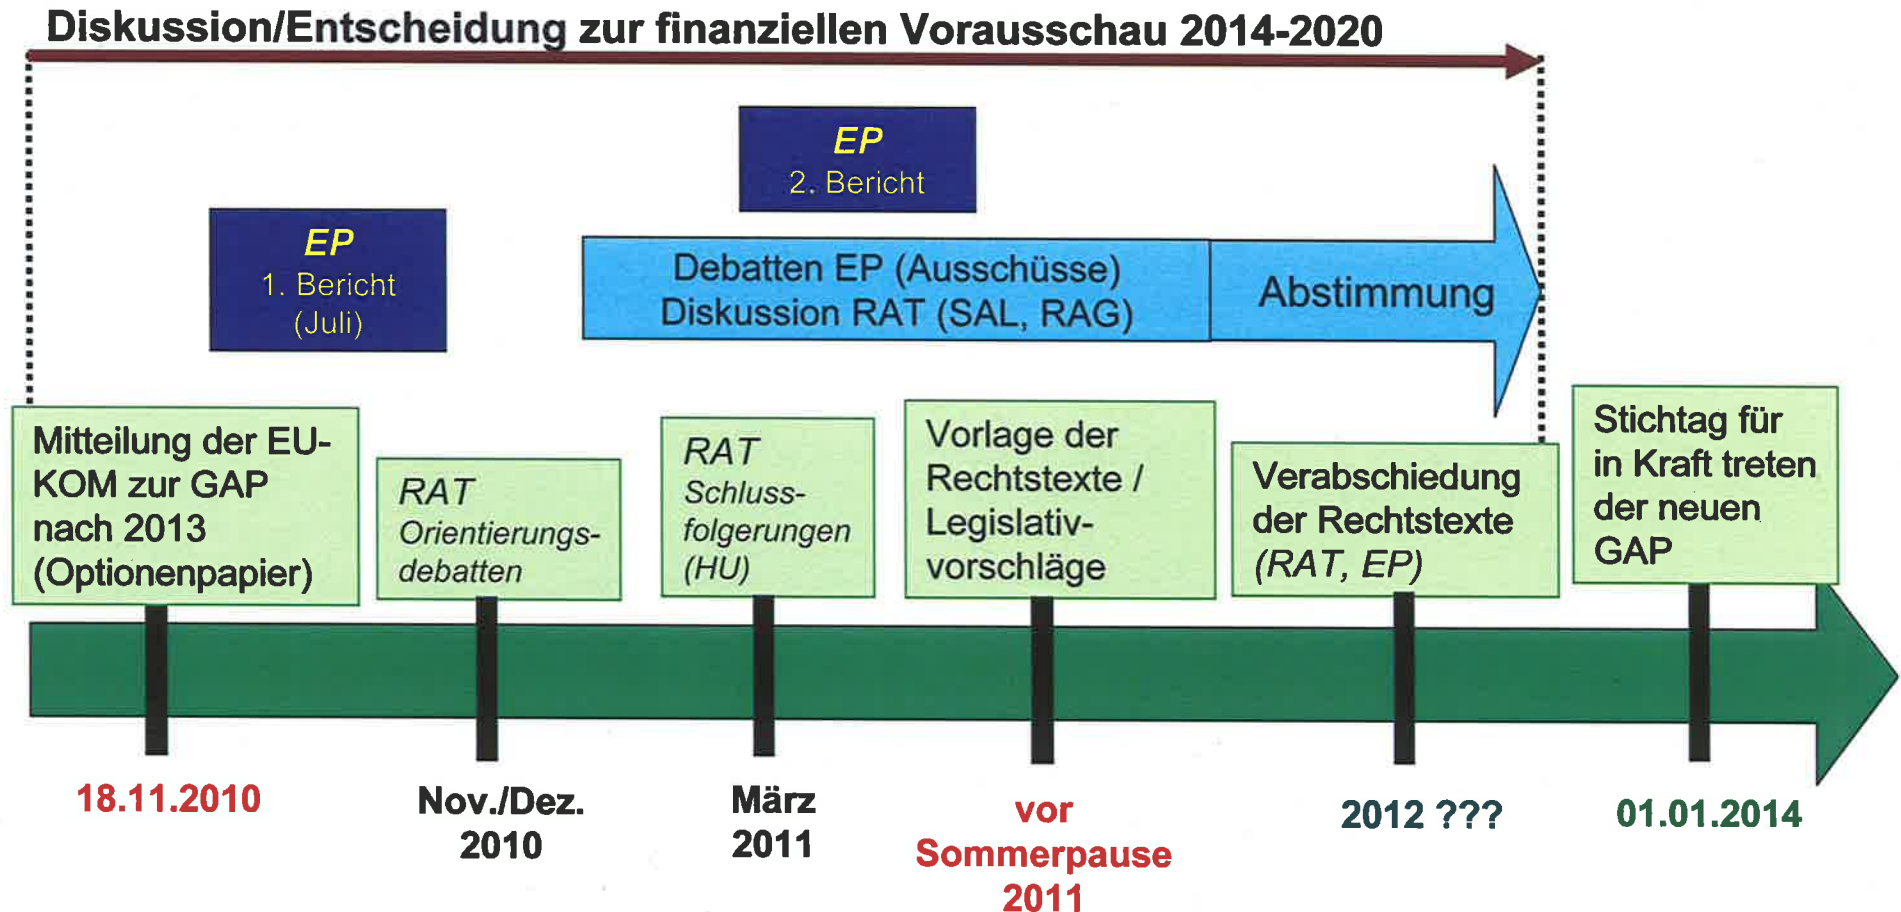 Diskussion/Entscheidung zur finanziellen Vorausschau 2014-2020
EP
2. Bericht
EP
1. Bericht
(Juli)
Debatten EP (Ausschüsse)
Diskussion RAT (SAL, RAG)
Abstimmung
Mitteilung der EU-
KOM zur GAP
nach 2013
(Optionenpapier)
RAT
Orientierungs-
debatten
RAT
Schluss-
folgerungen
(HU)
Vorlage der
Rechtstexte /
Legislativ-
vorschläge
Verabschiedung
der Rechtstexte
(RAT, EP)
Stichtag für
in Kraft treten
der neuen
GAP
18.11.2010
Nov./Dez.
2010
März
2011
vor
Sommerpause
2011
2012 ???
01.01.2014